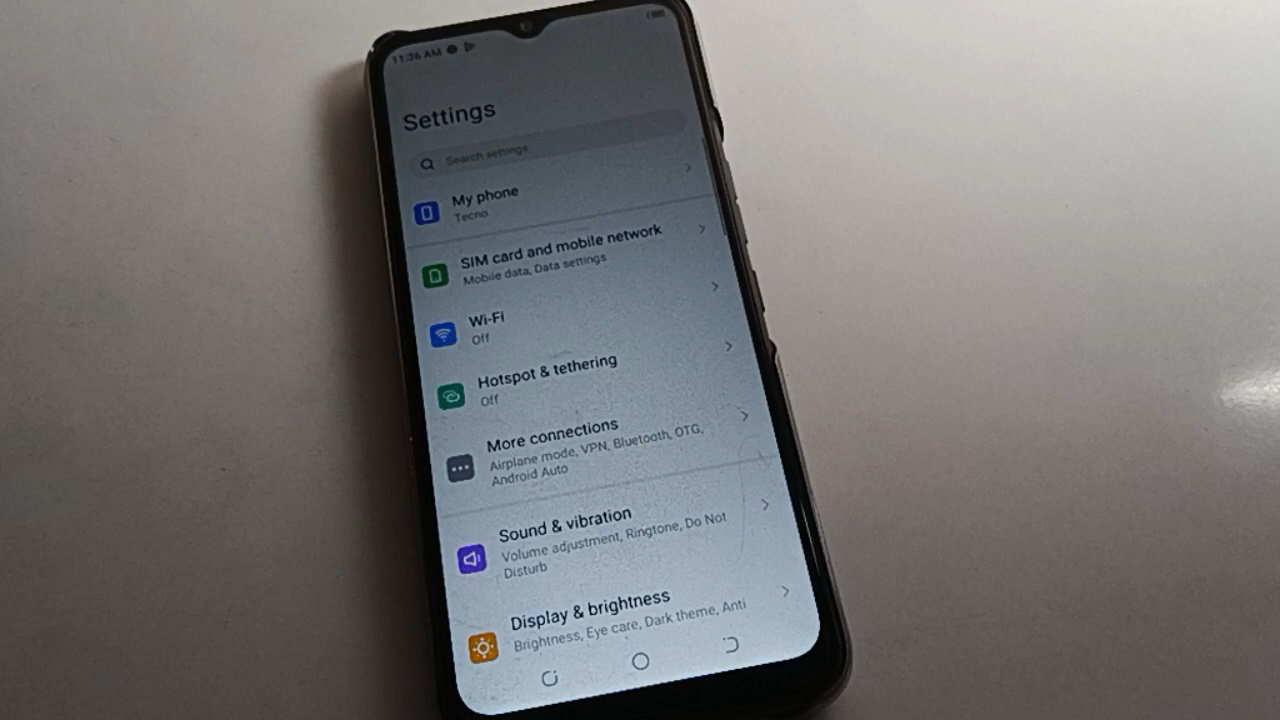 11:36 AM
Settings
Search settings
My phone
Tecno
SIM card and mobile network
Mobile data, Data settings
Wi-Fi
Off
Hotspot & tethering
Off
More connections
Airplane mode, VPN, Bluetooth, OTG,
Android Auto
Sound & vibration
Volume adjustment, Ringtone, Do Not
Disturb
Display & brightness
Brightness, Eye care, Dark theme, Anti